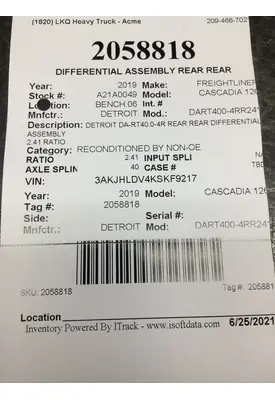 (1820) LKQ Heavy Truck - Acme 209-466-702
2058818
DIFFERENTIAL ASSEMBLY REAR REAR
Year: 2019 Make: FREIGHTLINE
Stock #: A21A0049 Model: CASCADIA 126
Location: BENCH.06 Int. #
Mnfctr.: DETROIT Mod.: DART400-4RR241
Description: DETROIT DA-RT40.0-4R REAR REAR DIFFERENTIAL
ASSEMBLY
2.41 RATIO
Category: RECONDITIONED BY NON-OE
RATIO 2.41 INPUT SPLI
AXLE SPLIN 40 CASE # TBD
VIN: 3AKJHLDV4KSKF9217
Year: 2019 Model: CASCADIA 126
Tag #: 2058818
Side: Serial #:
Mnfctr.: DETROIT Mod.: DART400-4RR241
SKU: 2058818 Tag #: 205881
Location
Inventory Powered By ITrack - www.isoftdata.com 6/25/2021